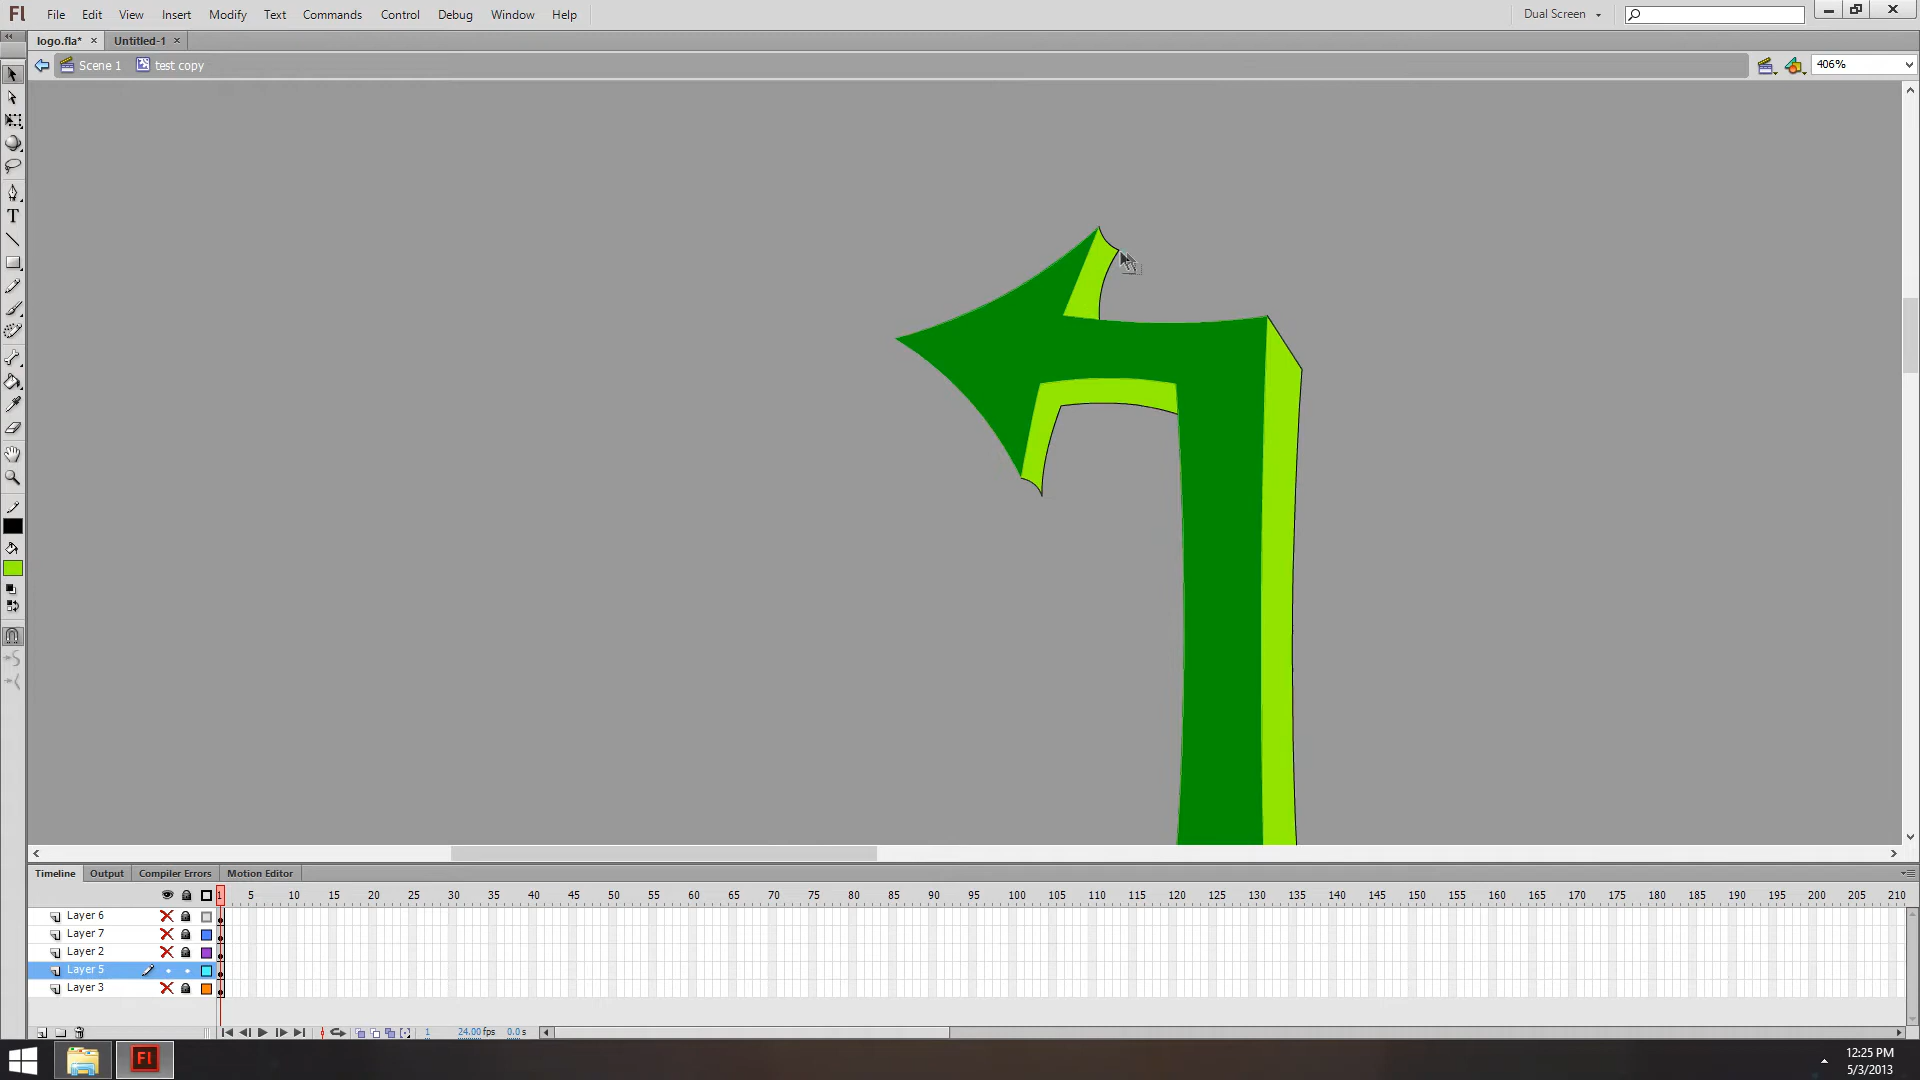 Fl File Edit View Insert Modify Text Commands Control Debug Window Help Dual Screen
logo.fla* × Untitled-1 ×
Scene 1 test copy 406%
T
Timeline Output Compiler Errors Motion Editor
1 5 10 15 20 25 30 35 40 45 50 55 60 65 70 75 80 85 90 95 100 105 110 115 120 125 130 135 140 145 150 155 160 165 170 175 180 185 190 195 200 205 210
Layer 6
Layer 7
Layer 2
Layer 5
Layer 3
1 24.00 fps 0.0 s
Fl 12:25 PM
5/3/2013